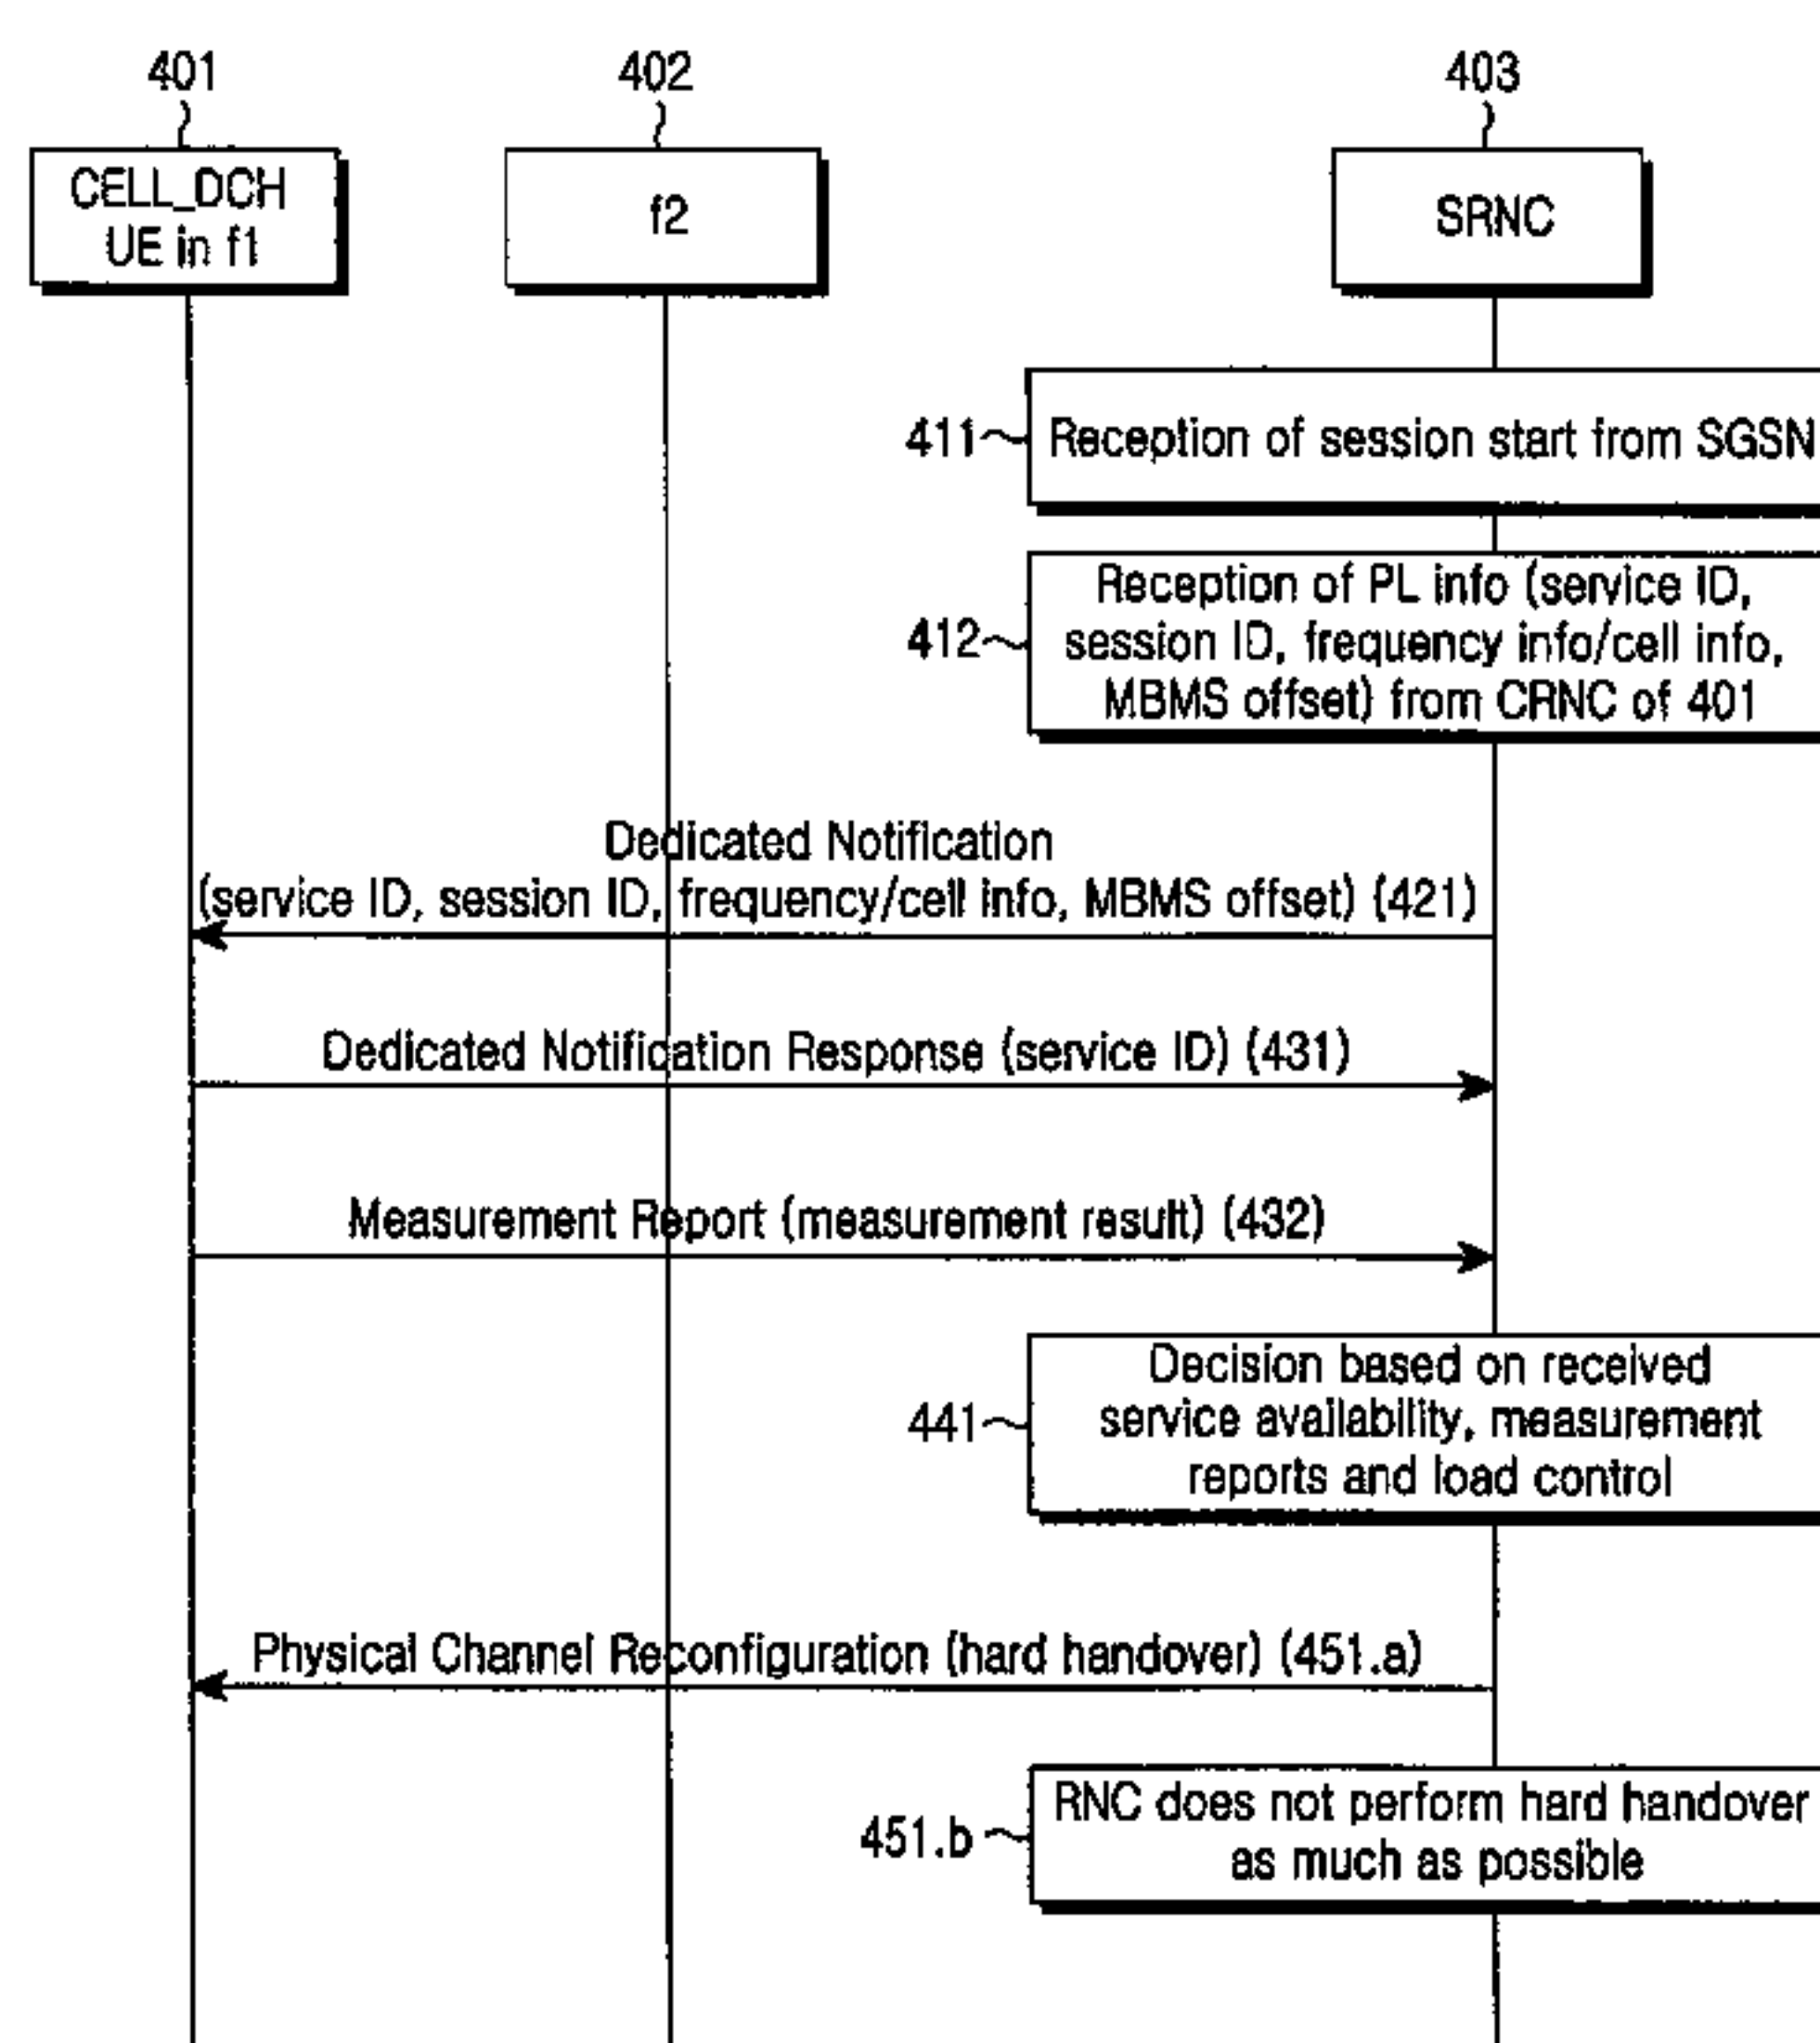 401
402
403
CELL_DCH
UE in f1
f2
SRNC
411
Reception of session start from SGSN
Reception of PL info (service ID,
412
session ID, frequency info/cell info,
MBMS offset) from CRNC of 401
Dedicated Notification
(service ID, session ID, frequency/cell info, MBMS offset) (421)
Dedicated Notification Response (service ID) (431)
Measurement Report (measurement result) (432)
Decision based on received
441
service availability, measurement
reports and load control
Physical Channel Reconfiguration (hard handover) (451.a)
RNC does not perform hard handover
451.b
as much as possible